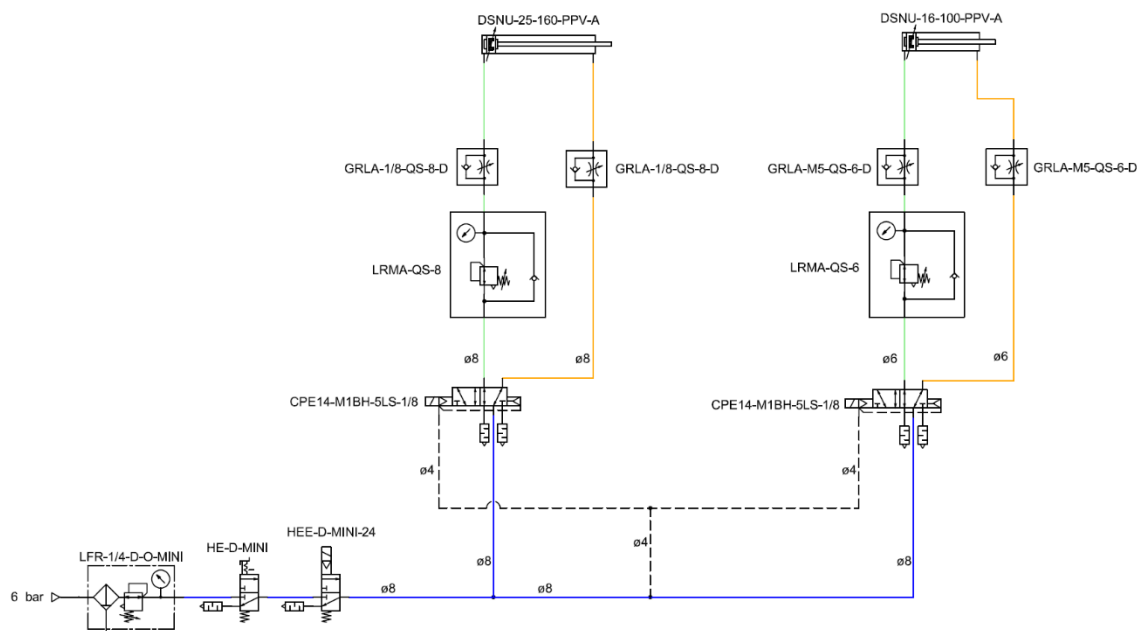 DSNU-25-160-PPV-A
DSNU-16-100-PPV-A
GRLA-1/8-QS-8-D
GRLA-1/8-QS-8-D
GRLA-M5-QS-6-D
GRLA-M5-QS-6-D
LRMA-QS-8
LRMA-QS-6
ø8
ø8
ø6
ø6
CPE14-M1BH-5LS-1/8
CPE14-M1BH-5LS-1/8
ø4
ø4
ø4
HEE-D-MINI-24
HE-D-MINI
LFR-1/4-D-O-MINI
ø8
ø8
6 bar
ø8
ø8